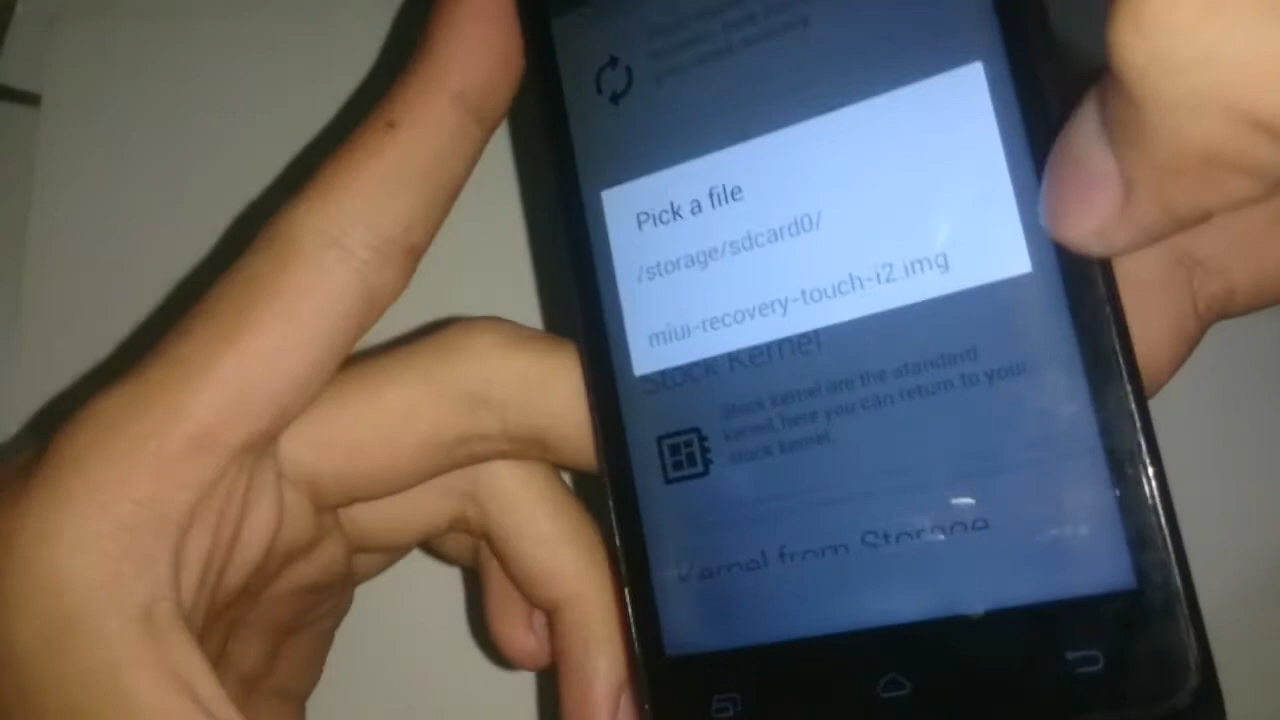 Pick a file
/storage/sdcard0/
miui-recovery-touch-i2 img
Stock Kernel
Stock kernel are the standard
kernel, here you can return to your
stock kernel.
Kernel from Storage